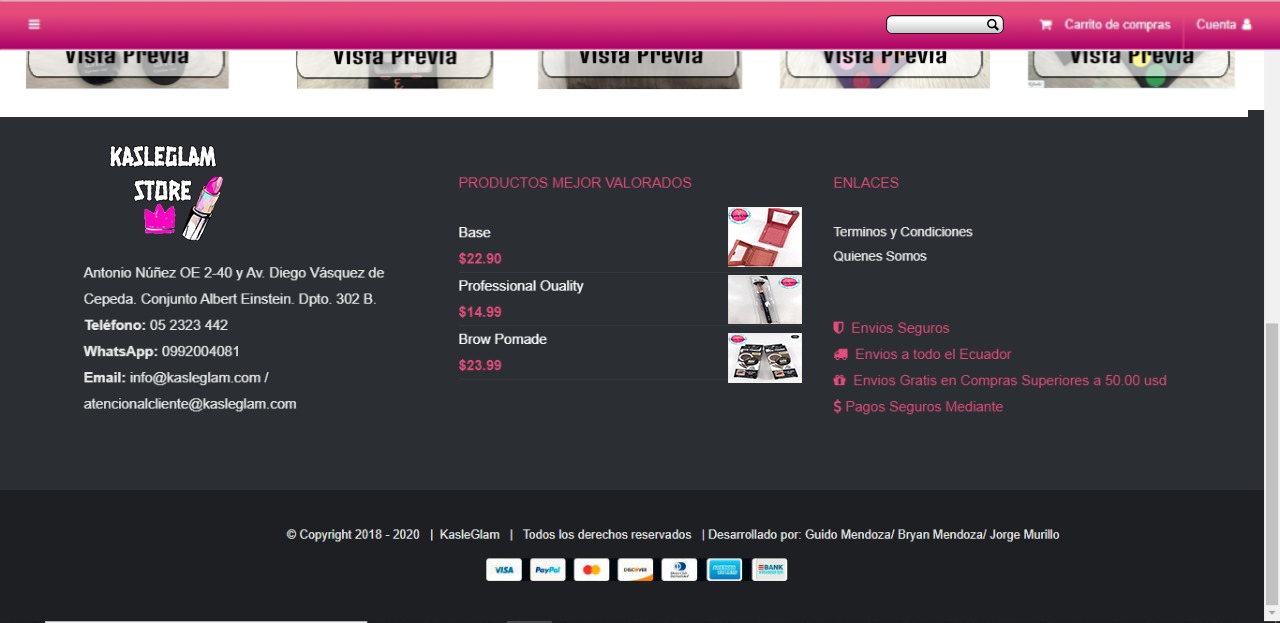 Carrito de compras
Cuenta
Vista Previa
Vista Previa
Vista Previa
Vista Previa
Vista Previa
KASLEGLAM
STORE
Antonio Núñez OE 2-40 y Av. Diego Vásquez de
Cepeda. Conjunto Albert Einstein. Dpto. 302 B.
Teléfono: 05 2323 442
WhatsApp: 0992004081
Email: info@kasleglam.com /
atencionalcliente@kasleglam.com
PRODUCTOS MEJOR VALORADOS
Base
$22.90
Professional Ouality
$14.99
Brow Pomade
$23.99
ENLACES
Terminos y Condiciones
Quienes Somos
Envios Seguros
Envios a todo el Ecuador
Envios Gratis en Compras Superiores a 50.00 usd
$ Pagos Seguros Mediante
© Copyright 2018 - 2020 | KasleGlam | Todos los derechos reservados | Desarrollado por: Guido Mendoza/ Bryan Mendoza/ Jorge Murillo
VISA PayPal DISCOVER BANK